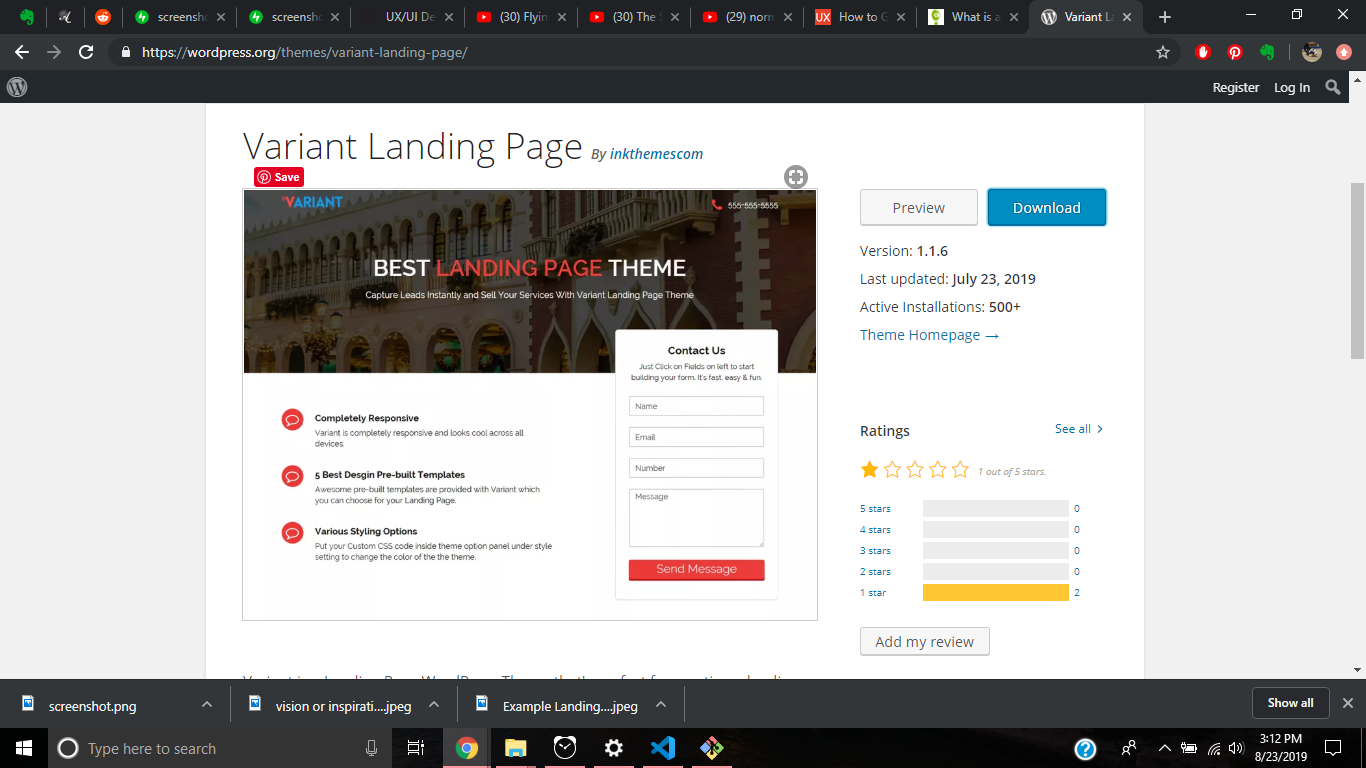 screensho
screensho
UX/UI De
(30) Flyin
(30) The S
(29) norm
UX
How to G
What is a
Variant La
https://wordpress.org/themes/variant-landing-page/
Register Log In
Variant Landing Page By inkthemescom
Save
VARIANT
555-555-5555
BEST LANDING PAGE THEME
Capture Leads Instantly and Sell Your Services With Variant Landing Page Theme
Contact Us
Just Click on Fields on left to start
building your form. It's fast, easy & fun.
Name
Email
Number
Message
Send Message
Completely Responsive
Variant is completely responsive and looks cool across all
devices.
5 Best Desgin Pre-built Templates
Awesome pre-built templates are provided with Variant which
you can choose for your Landing Page.
Various Styling Options
Put your Custom CSS code inside theme option panel under style
setting to change the color of the the theme.
Preview Download
Version: 1.1.6
Last updated: July 23, 2019
Active Installations: 500+
Theme Homepage →
Ratings See all
1 out of 5 stars.
5 stars 0
4 stars 0
3 stars 0
2 stars 0
1 star 2
Add my review
screenshot.png
vision or inspirati....jpeg
Example Landing....jpeg
Show all
Type here to search
3:12 PM
8/23/2019